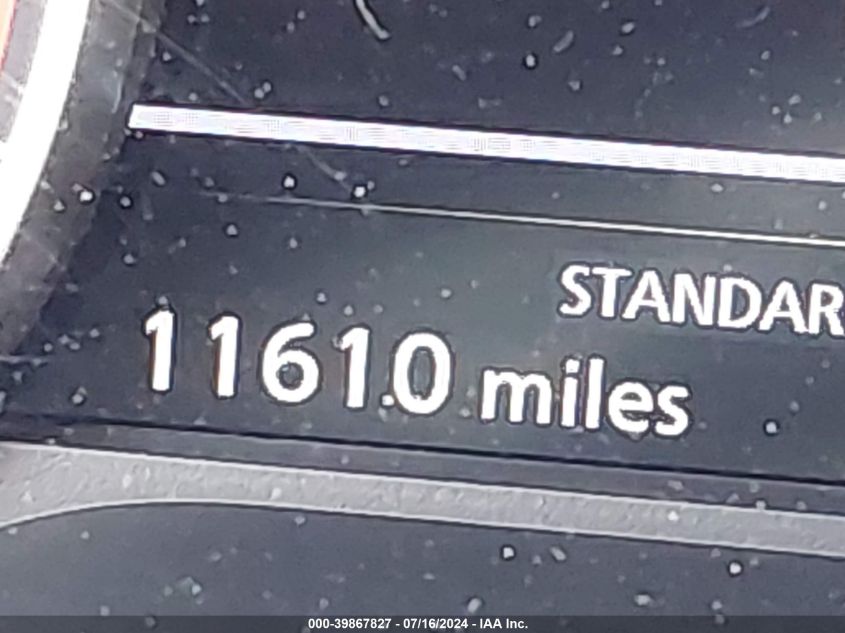 STANDAR
11610 miles
000-39867827 - 07/16/2024 - IAA Inc.